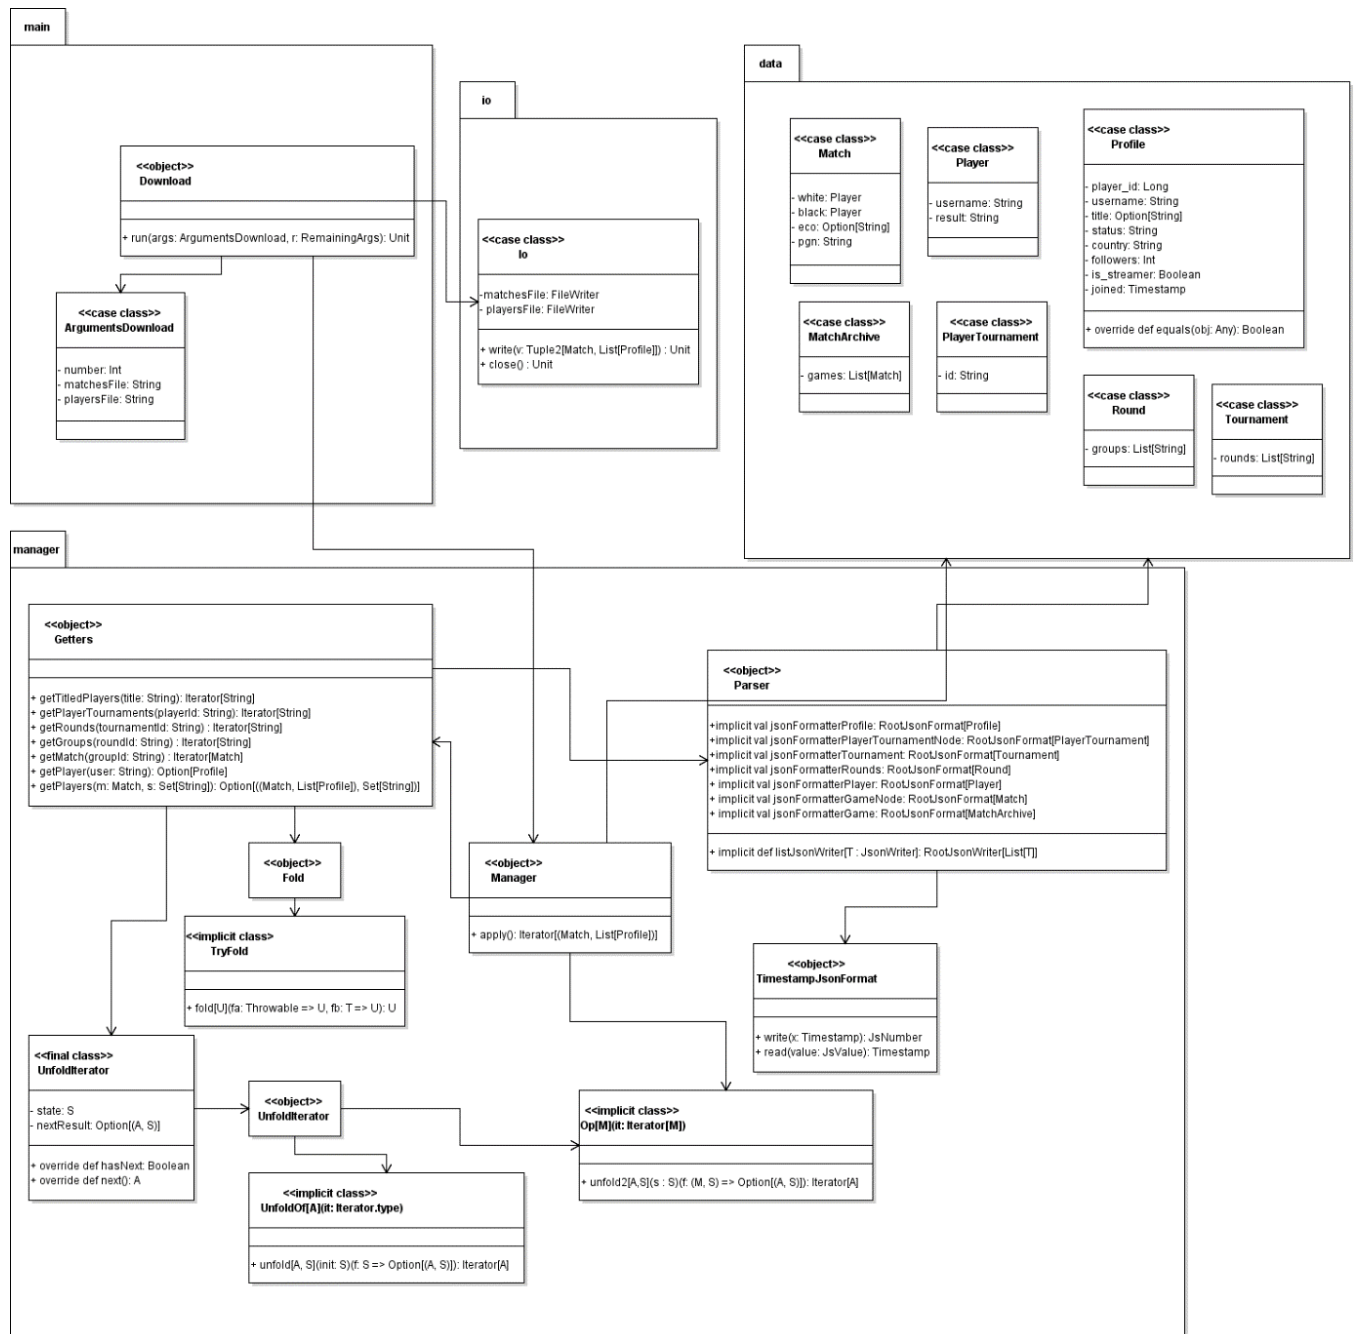 main
<<object>>
Download
+ run(args: ArgumentsDownload, r: RemainingArgs): Unit
<<case class>>
ArgumentsDownload
- number: Int
- matchesFile: String
- playersFile: String
io
<<case class>>
Io
-matchesFile: FileWriter
- playersFile: FileWriter
+ write(v: Tuple2[Match, List[Profile]]) : Unit
+ close() : Unit
data
<<case class>>
Match
- white: Player
- black: Player
- eco: Option[String]
- pgn: String
<<case class>>
Player
- username: String
- result: String
<<case class>>
Profile
- player_id: Long
- username: String
- title: Option[String]
- status: String
- country: String
- followers: Int
- is_streamer: Boolean
- joined: Timestamp
+ override def equals(obj: Any): Boolean
<<case class>>
MatchArchive
- games: List[Match]
<<case class>>
PlayerTournament
- id: String
<<case class>>
Round
- groups: List[String]
<<case class>>
Tournament
- rounds: List[String]
manager
<<object>>
Getters
+ getTitledPlayers(title: String): Iterator[String]
+ getPlayerTournaments(playerId: String): Iterator[String]
+ getRounds(tournamentId: String) : Iterator[String]
+ getGroups(roundId: String) : Iterator[String]
+ getMatch(groupId: String) : Iterator[Match]
+ getPlayer(user: String): Option[Profile]
+ getPlayers(m: Match, s: Set[String]): Option[((Match, List[Profile]), Set[String])]
<<object>>
Parser
+implicit val jsonFormatterProfile: RootJsonFormat[Profile]
+implicit val jsonFormatterPlayerTournamentNode: RootJsonFormat[PlayerTournament]
+implicit val jsonFormatterTournament: RootJsonFormat[Tournament]
+implicit val jsonFormatterRounds: RootJsonFormat[Round]
+ implicit val jsonFormatterPlayer: RootJsonFormat[Player]
+ implicit val jsonFormatterGameNode: RootJsonFormat[Match]
+ implicit val jsonFormatterGame: RootJsonFormat[MatchArchive]
+ implicit def listJsonWriter[T : JsonWriter]: RootJsonWriter[List[T]]
<<object>>
Fold
<<object>>
Manager
+ apply(): Iterator[(Match, List[Profile])]
<<implicit class>
TryFold
+ fold[U](fa: Throwable => U, fb: T => U): U
<<object>>
TimestampJsonFormat
+ write(x: Timestamp): JsNumber
+ read(value: JsValue): Timestamp
<<final class>>
UnfoldIterator
- state: S
- nextResult: Option[(A, S)]
+ override def hasNext: Boolean
+ override def next(): A
<<object>>
UnfoldIterator
<<implicit class>>
Op[M](it: Iterator[M])
+ unfold2[A,S](s : S)(f: (M, S) => Option[(A, S)]): Iterator[A]
<<implicit class>>
UnfoldOf[A](it: Iterator.type)
+ unfold[A, S](init: S)(f: S => Option[(A, S)]): Iterator[A]